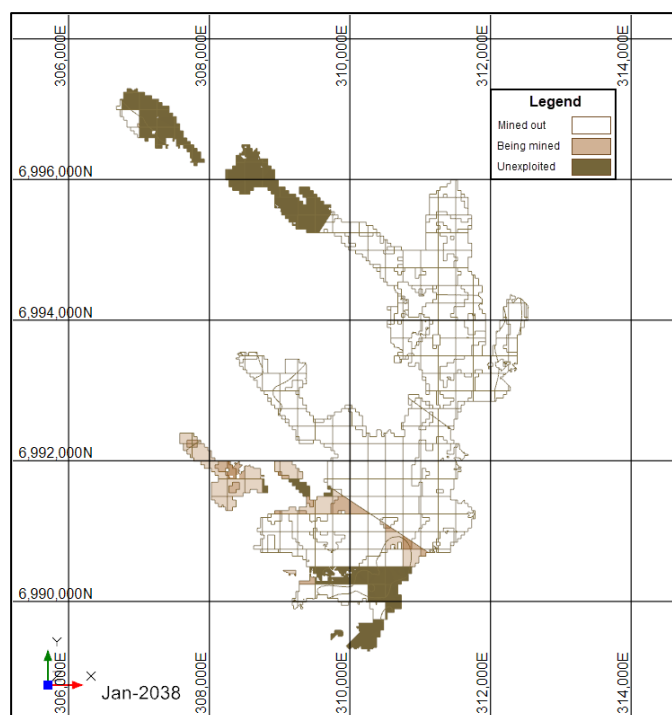 306,000E
308,000E
310,000E
312,000E
314,000E
Legend
Mined out
Being mined
Unexploited
6,996,000N
6,994,000N
6,992,000N
6,990,000N
Y
X
Jan-2038
306,000E
308,000E
310,000E
312,000E
314,000E